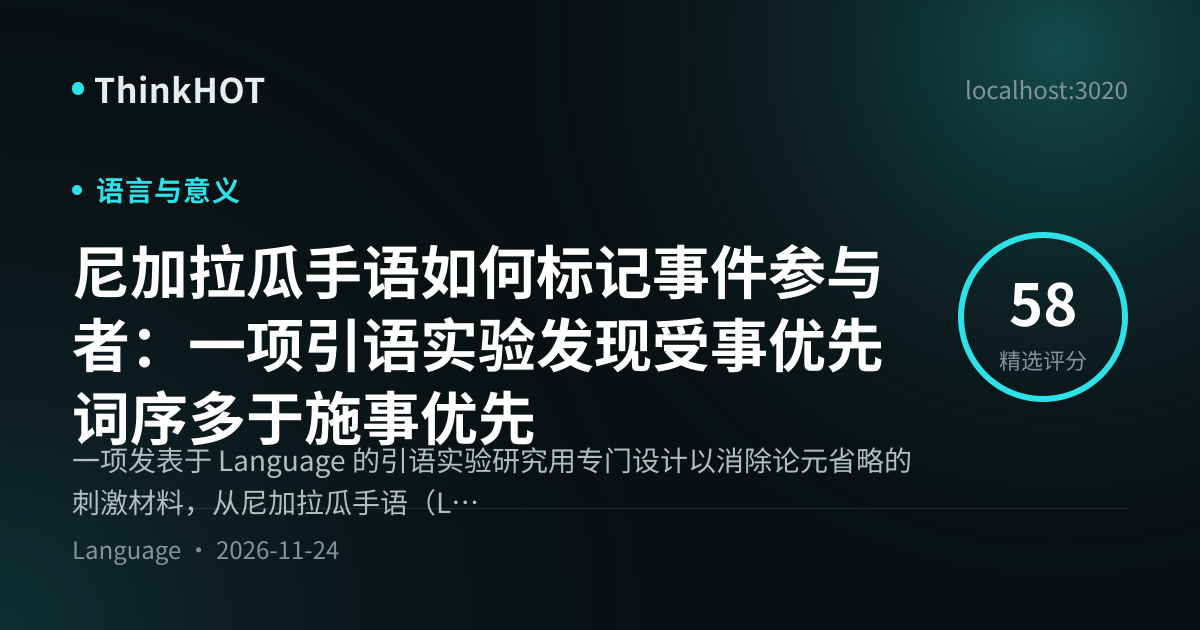 ThinkHOT
localhost:3020
语言与意义
尼加拉瓜手语如何标记事件参与
者：一项引语实验发现受事优先
词序多于施事优先
58
精选评分
一项发表于 Language 的引语实验研究用专门设计以消除论元省略的
刺激材料，从尼加拉瓜手语（L…
Language · 2026-11-24